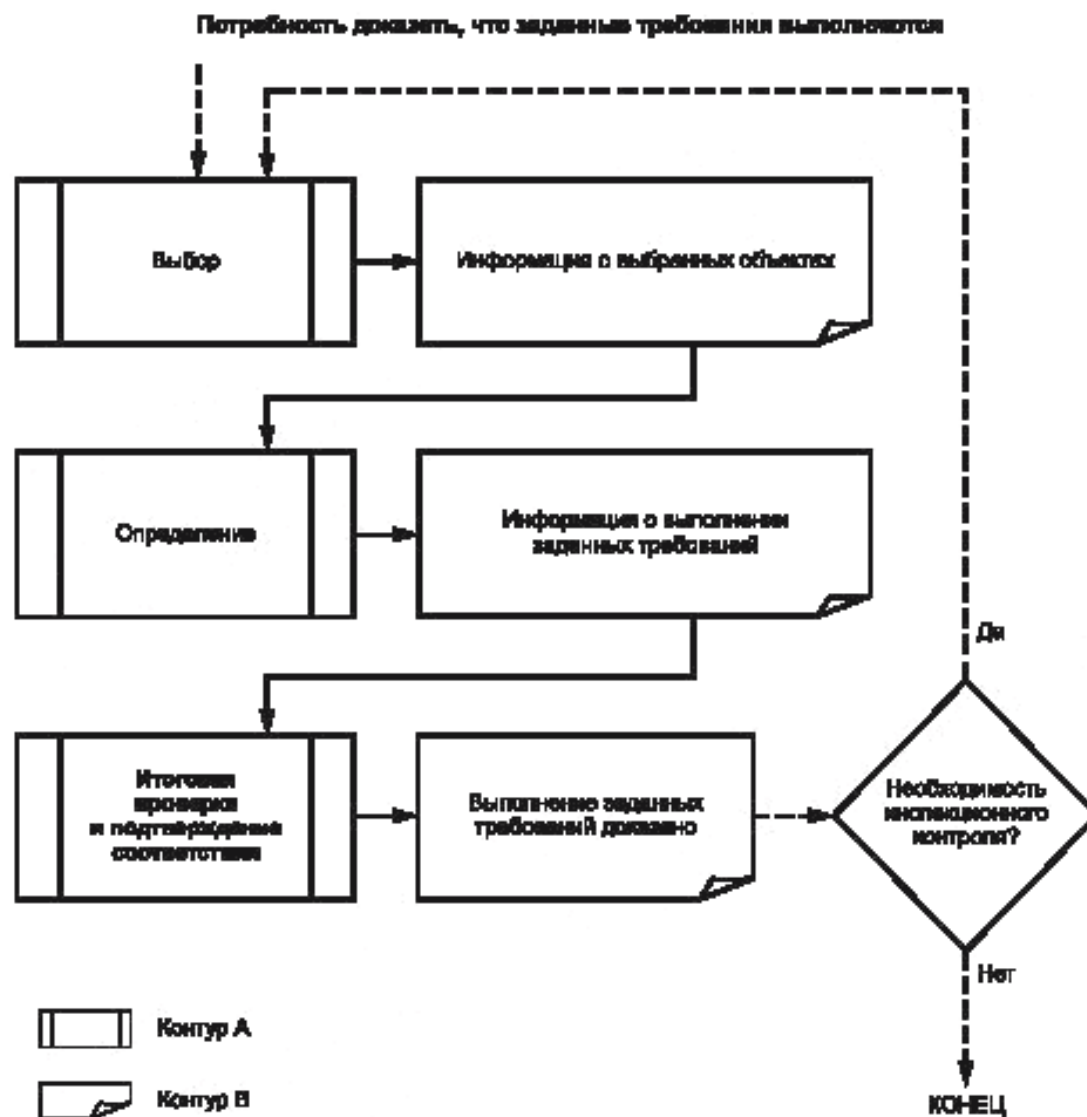 Потребность доказать, что заданные требования выполняются
Выбор
Информация о выбранных объектах
Определение
Информация о выполнении
заданных требований
Да
Итоговая
проверка
и подтверждение
соответствия
Выполнение заданных
требований доказано
Необходимость
инспекционного
контроля?
Нет
Контур A
Контур B
КОНЕЦ